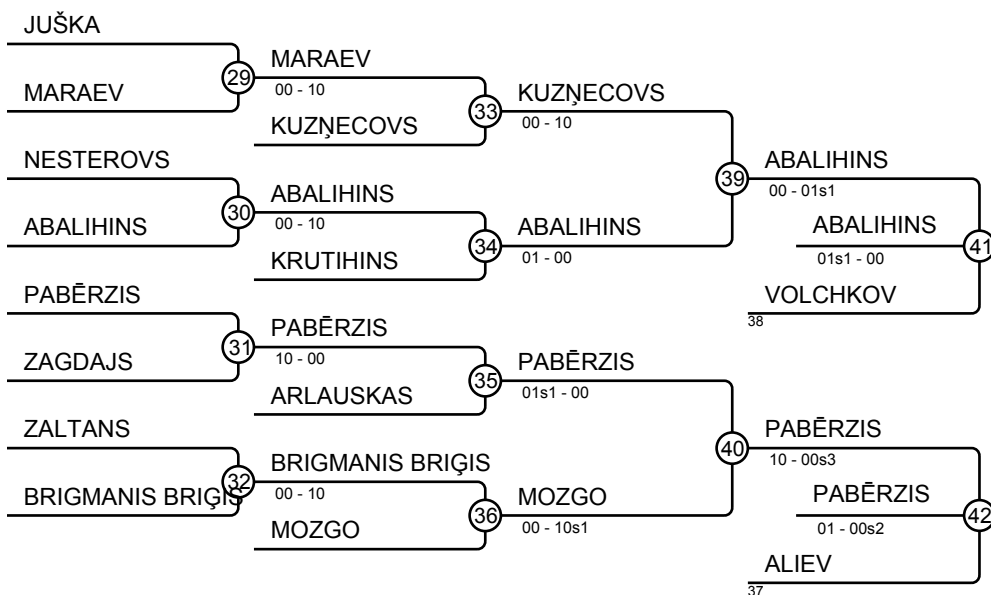 JUŠKA
29
MARAEV
00 - 10
MARAEV
33
KUZŅECOVS
00 - 10
KUZŅECOVS
NESTEROVS
39
ABALIHINS
00 - 01s1
30
ABALIHINS
00 - 10
ABALIHINS
34
ABALIHINS
01 - 00
ABALIHINS
01s1 - 00
41
KRUTIHINS
PABĒRZIS
VOLCHKOV
38
31
PABĒRZIS
10 - 00
ZAGDAJS
35
PABĒRZIS
01s1 - 00
ARLAUSKAS
ZALTANS
40
PABĒRZIS
10 - 00s3
32
BRIGMANIS BRIĢIS
00 - 10
BRIGMANIS BRIĢIS
36
MOZGO
00 - 10s1
PABĒRZIS
01 - 00s2
42
MOZGO
ALIEV
37